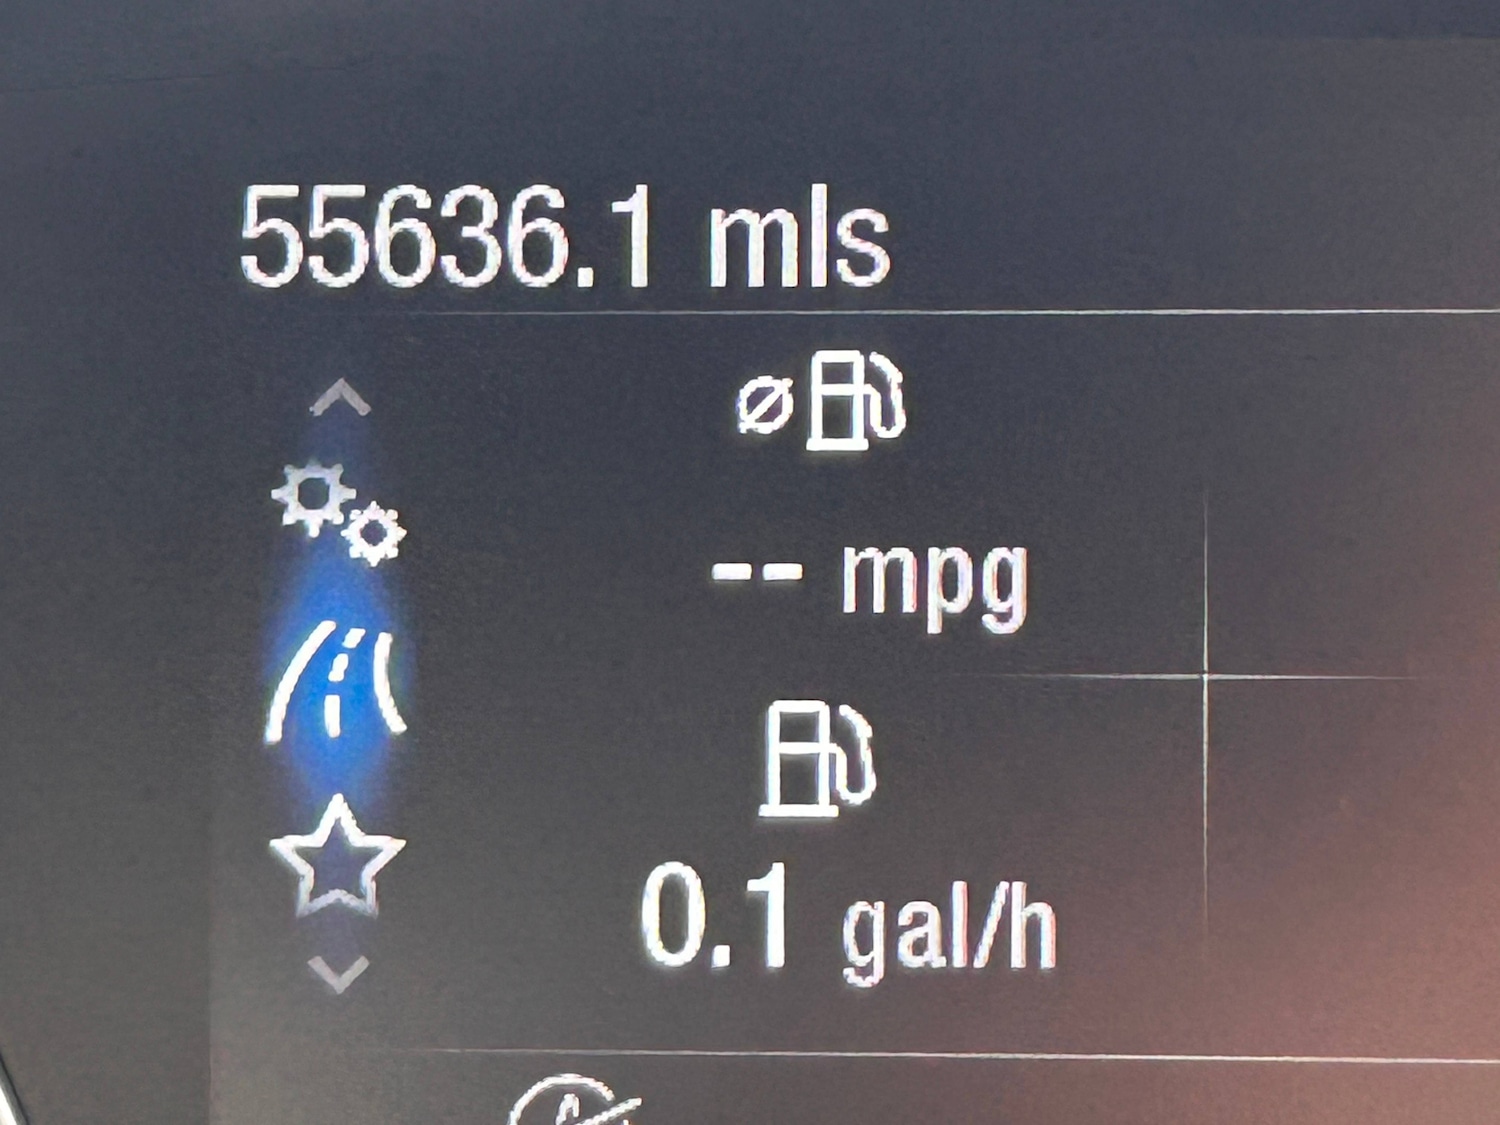 55636.1 mls
-- mpg
0.1 gal/h